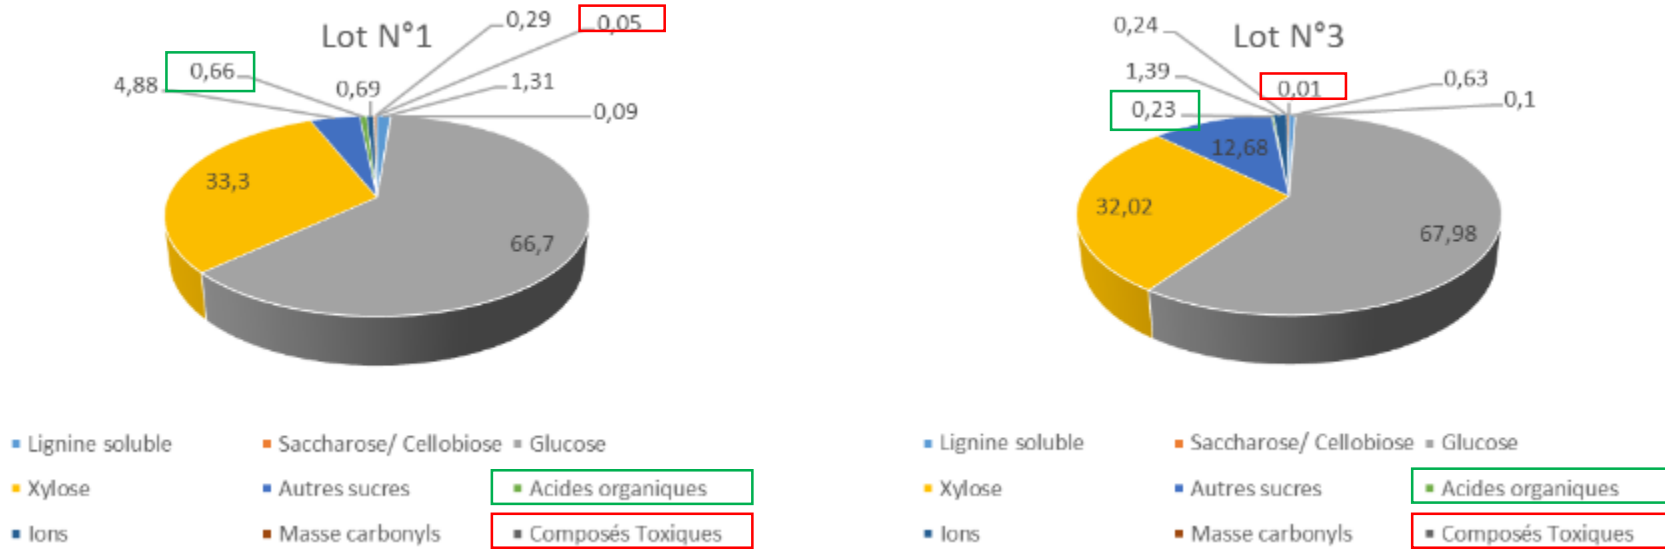 Lot N°1
0,29
0,05
0,66
4,88
0,69
1,31
0,09
33,3
66,7
Lignine soluble
Saccharose/ Cellobiose
Glucose
Xylose
Autres sucres
Acides organiques
Ions
Masse carbonyls
Composés Toxiques
Lot N°3
0,24
1,39
0,01
0,63
0,23
0,1
12,68
32,02
67,98
Lignine soluble
Saccharose/ Cellobiose
Glucose
Xylose
Autres sucres
Acides organiques
Ions
Masse carbonyls
Composés Toxiques